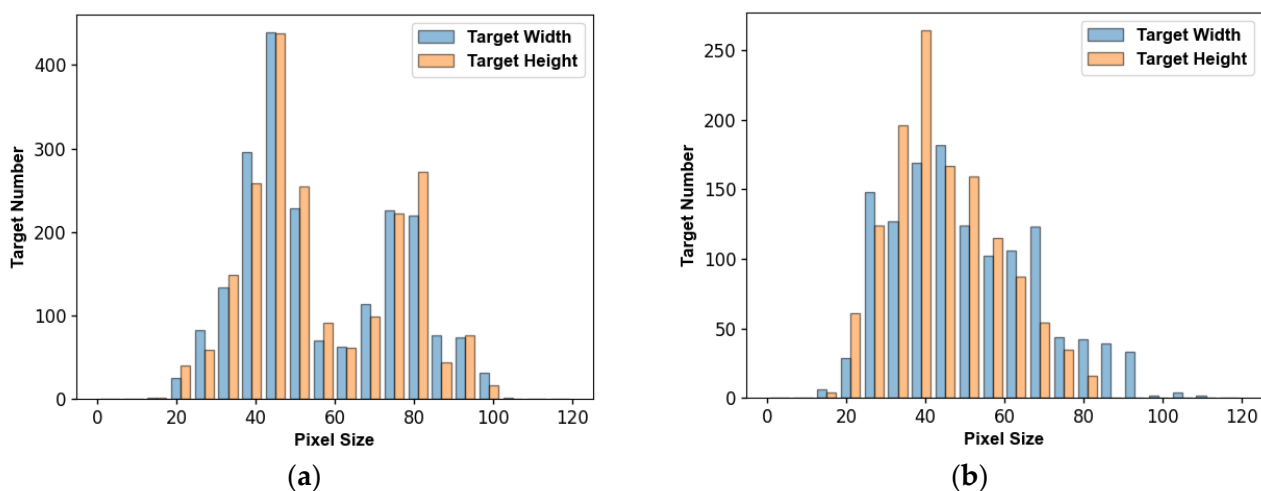 Target Width
Target Height
400
300
200
100
0
Target Number
0 20 40 60 80 100 120
Pixel Size
(a)
Target Width
Target Height
250
200
150
100
50
0
Target Number
0 20 40 60 80 100 120
Pixel Size
(b)